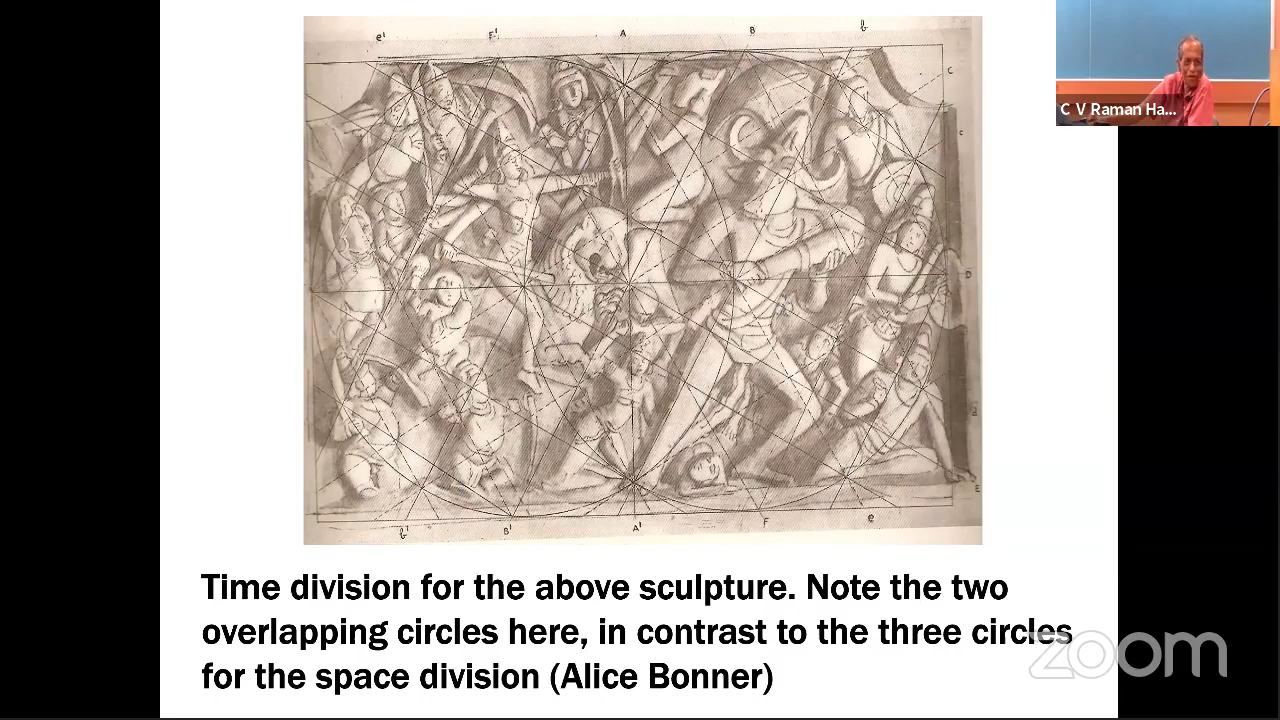 e' F' A B b
C
c
C V Raman Ha...
D
d
E
b' B' A' F e
Time division for the above sculpture. Note the two
overlapping circles here, in contrast to the three circles
for the space division (Alice Bonner)
zoom